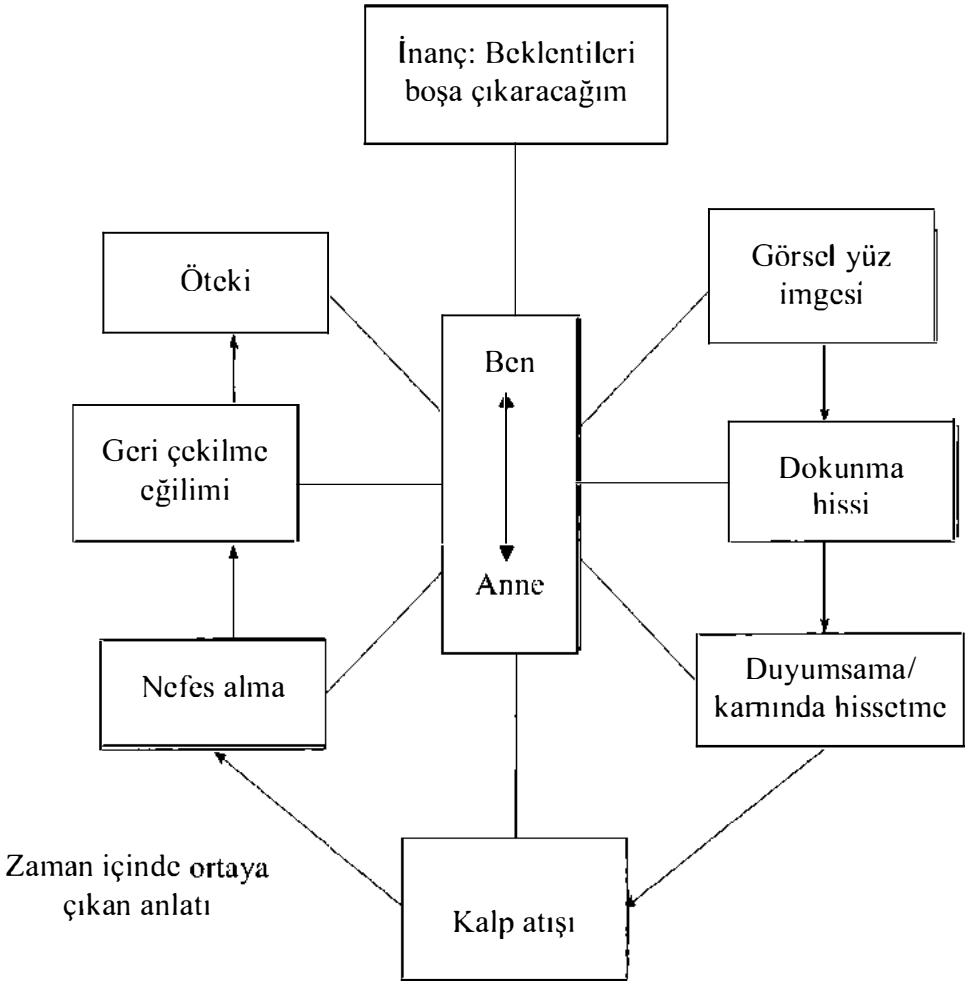 İnanç: Beklentileri
boşa çıkaracağım
Öteki
Görsel yüz
imgesi
Ben
Geri çekilme
eğilimi
Dokunma
hissi
Anne
Nefes alma
Duyumsama/
karnında hissetme
Zaman içinde ortaya
çıkan anlatı
Kalp atışı